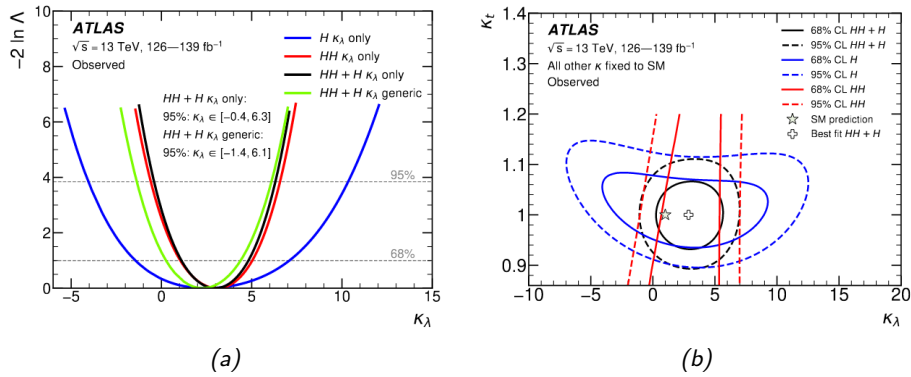 −2 ln Λ
10
8
6
4
2
0
ATLAS
√s = 13 TeV, 126—139 fb⁻¹
Observed
H κλ only
HH κλ only
HH + H κλ only
HH + H κλ generic
HH + H κλ only:
95%: κλ ∈ [−0.4, 6.3]
HH + H κλ generic:
95%: κλ ∈ [−1.4, 6.1]
95%
68%
−5 0 5 10 15
κλ
(a)
κt
1.4
1.3
1.2
1.1
1
0.9
ATLAS
√s = 13 TeV, 126—139 fb⁻¹
All other κ fixed to SM
Observed
68% CL HH + H
95% CL HH + H
68% CL H
95% CL H
68% CL HH
95% CL HH
SM prediction
Best fit HH + H
−10 −5 0 5 10 15 20
κλ
(b)